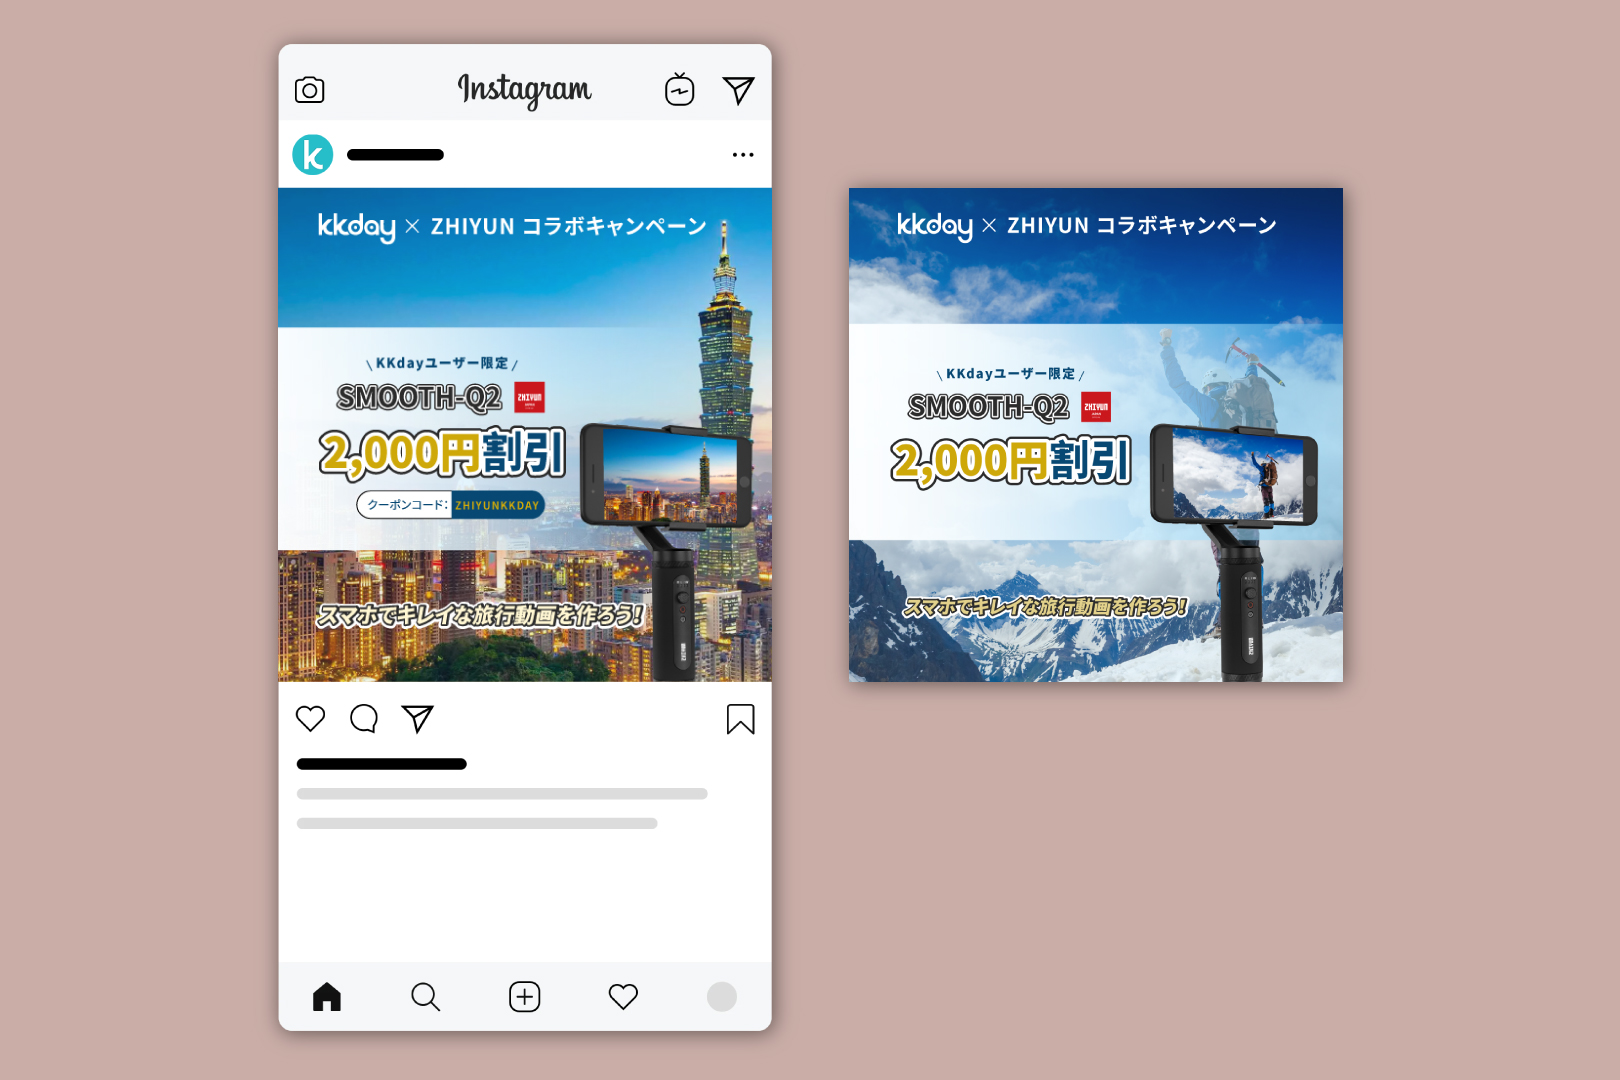 Instagram
k
kkday × ZHIYUN コラボキャンペーン
\ KKdayユーザー限定 /
SMOOTH-Q2 ZHIYUN
2,000円割引
クーポンコード: ZHIYUNKKDAY
スマホでキレイな旅行動画を作ろう!
kkday × ZHIYUN コラボキャンペーン
\ KKdayユーザー限定 /
SMOOTH-Q2 ZHIYUN
2,000円割引
スマホでキレイな旅行動画を作ろう!